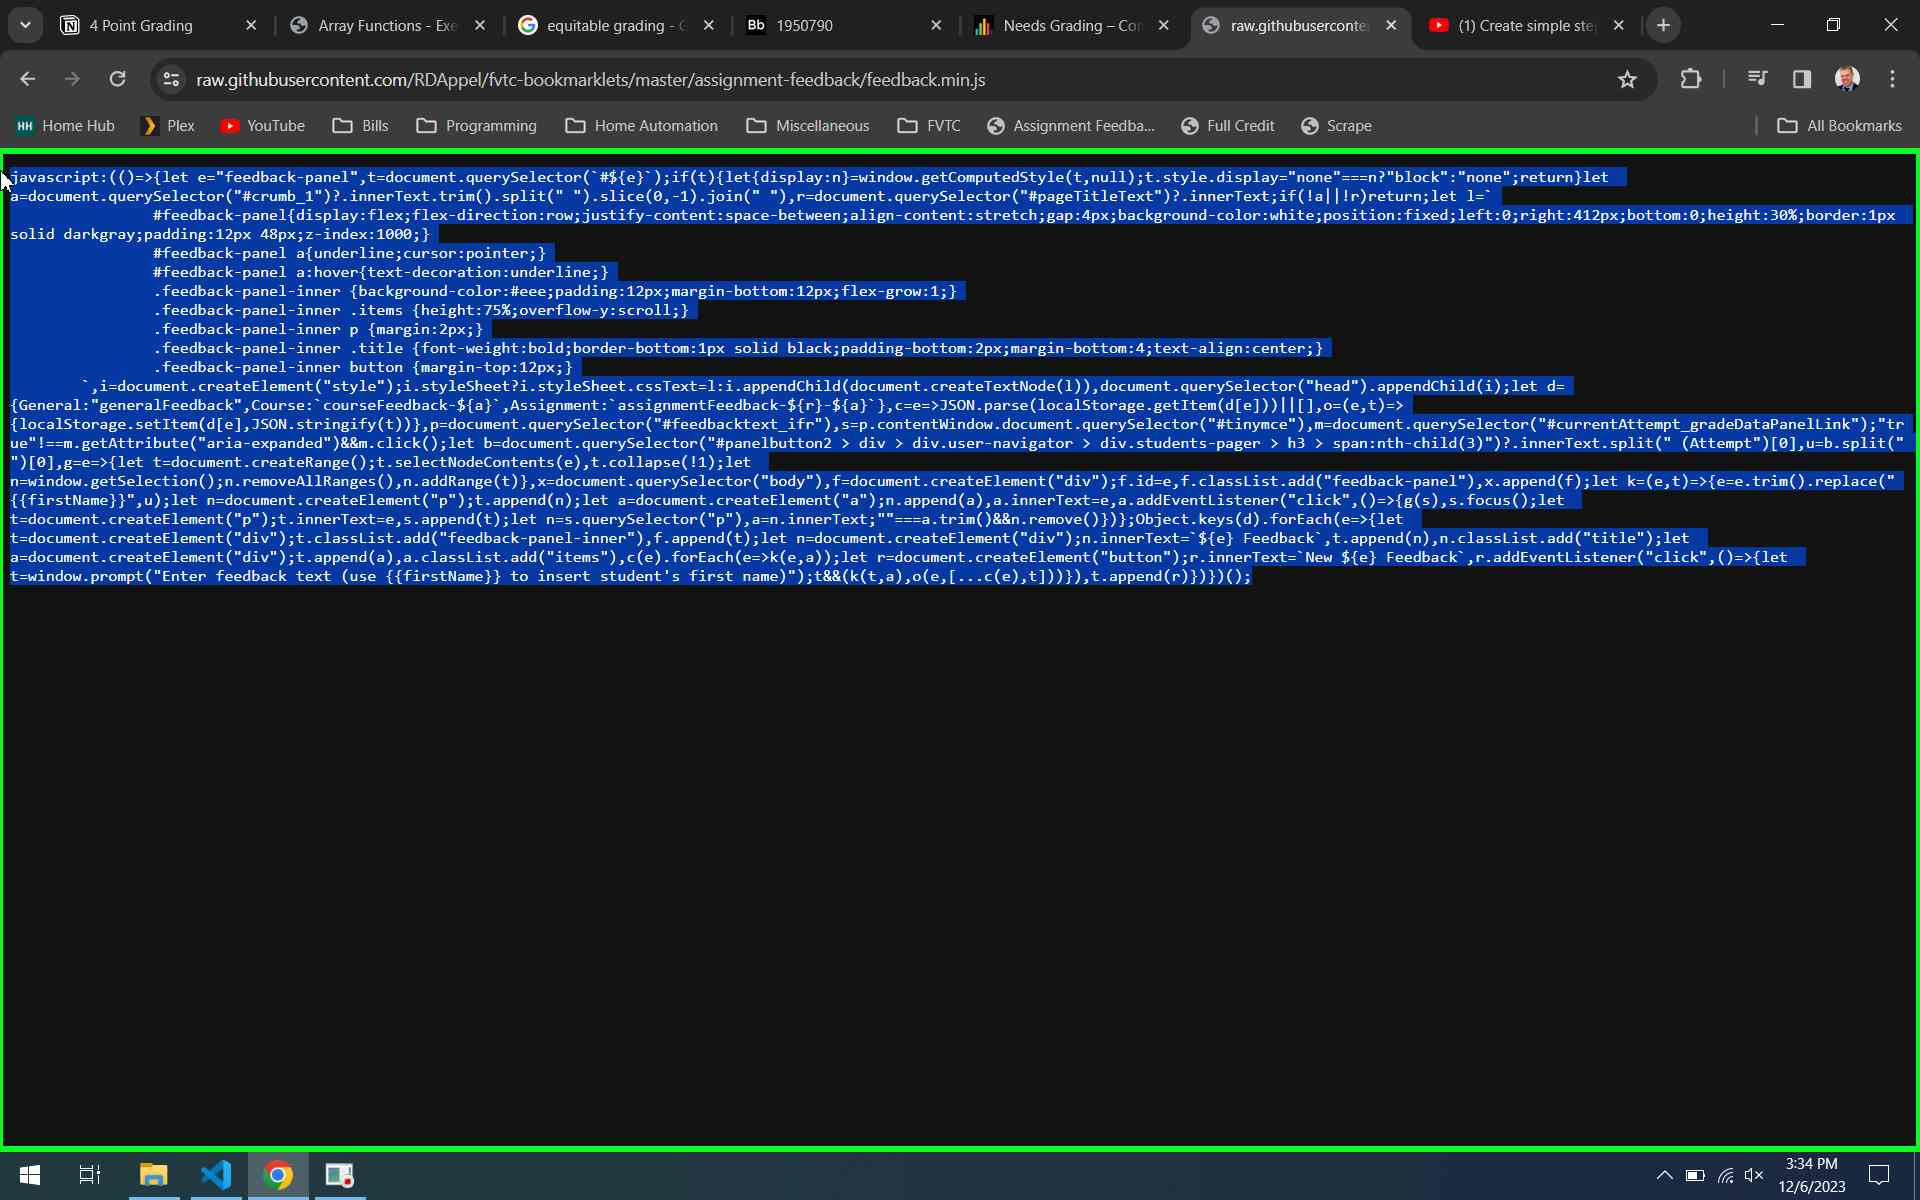 4 Point Grading
Array Functions - Exe
equitable grading - G
Bb 1950790
Needs Grading – Con
raw.githubuserconte
(1) Create simple ste
raw.githubusercontent.com/RDAppel/fvtc-bookmarklets/master/assignment-feedback/feedback.min.js
HH Home Hub
Plex
YouTube
Bills
Programming
Home Automation
Miscellaneous
FVTC
Assignment Feedba...
Full Credit
Scrape
All Bookmarks
javascript:(()=>{let e="feedback-panel",t=document.querySelector(`#${e}`);if(t){let{display:n}=window.getComputedStyle(t,null);t.style.display="none"===n?"block":"none";return}let
a=document.querySelector("#crumb_1")?.innerText.trim().split(" ").slice(0,-1).join(" "),r=document.querySelector("#pageTitleText")?.innerText;if(!a||!r)return;let l=`
#feedback-panel{display:flex;flex-direction:row;justify-content:space-between;align-content:stretch;gap:4px;background-color:white;position:fixed;left:0;right:412px;bottom:0;height:30%;border:1px
solid darkgray;padding:12px 48px;z-index:1000;}
#feedback-panel a{underline;cursor:pointer;}
#feedback-panel a:hover{text-decoration:underline;}
.feedback-panel-inner {background-color:#eee;padding:12px;margin-bottom:12px;flex-grow:1;}
.feedback-panel-inner .items {height:75%;overflow-y:scroll;}
.feedback-panel-inner p {margin:2px;}
.feedback-panel-inner .title {font-weight:bold;border-bottom:1px solid black;padding-bottom:2px;margin-bottom:4;text-align:center;}
.feedback-panel-inner button {margin-top:12px;}
`,i=document.createElement("style");i.styleSheet?i.styleSheet.cssText=l:i.appendChild(document.createTextNode(l)),document.querySelector("head").appendChild(i);let d=
{General:"generalFeedback",Course:`courseFeedback-${a}`,Assignment:`assignmentFeedback-${r}-${a}`},c=e=>JSON.parse(localStorage.getItem(d[e]))||[],o=(e,t)=>
{localStorage.setItem(d[e],JSON.stringify(t))},p=document.querySelector("#feedbacktext_ifr"),s=p.contentWindow.document.querySelector("#tinymce"),m=document.querySelector("#currentAttempt_gradeDataPanelLink");"tr
ue"!==m.getAttribute("aria-expanded")&&m.click();let b=document.querySelector("#panelbutton2 > div > div.user-navigator > div.students-pager > h3 > span:nth-child(3)")?.innerText.split(" (Attempt")[0],u=b.split("
")[0],g=e=>{let t=document.createRange();t.selectNodeContents(e),t.collapse(!1);let
n=window.getSelection();n.removeAllRanges(),n.addRange(t)},x=document.querySelector("body"),f=document.createElement("div");f.id=e,f.classList.add("feedback-panel"),x.append(f);let k=(e,t)=>{e=e.trim().replace("
{{firstName}}",u);let n=document.createElement("p");t.append(n);let a=document.createElement("a");n.append(a),a.innerText=e,a.addEventListener("click",()=>{g(s),s.focus();let
t=document.createElement("p");t.innerText=e,s.append(t);let n=s.querySelector("p"),a=n.innerText;""===a.trim()&&n.remove()})};Object.keys(d).forEach(e=>{let
t=document.createElement("div");t.classList.add("feedback-panel-inner"),f.append(t);let n=document.createElement("div");n.innerText=`${e} Feedback`,t.append(n),n.classList.add("title");let
a=document.createElement("div");t.append(a),a.classList.add("items"),c(e).forEach(e=>k(e,a));let r=document.createElement("button");r.innerText=`New ${e} Feedback`,r.addEventListener("click",()=>{let
t=window.prompt("Enter feedback text (use {{firstName}} to insert student's first name)");t&&(k(t,a),o(e,[...c(e),t]))}),t.append(r)})})();
3:34 PM
12/6/2023